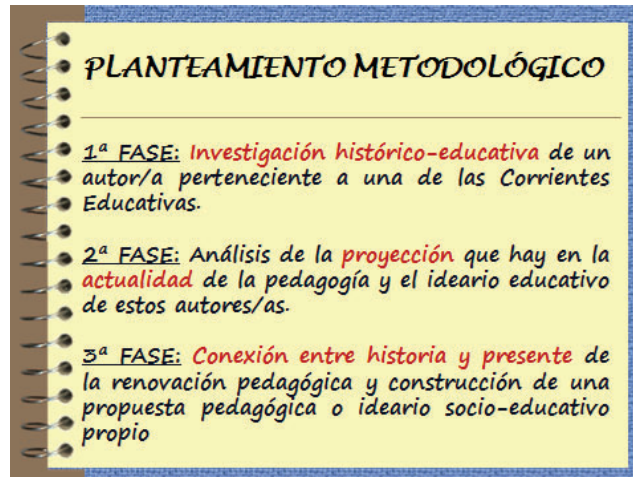 PLANTEAMIENTO METODOLÓGICO
1ª FASE: Investigación histórico-educativa de un
autor/a perteneciente a una de las Corrientes
Educativas.
2ª FASE: Análisis de la proyección que hay en la
actualidad de la pedagogía y el ideario educativo
de estos autores/as.
3ª FASE: Conexión entre historia y presente de
la renovación pedagógica y construcción de una
propuesta pedagógica o ideario socio-educativo
propio